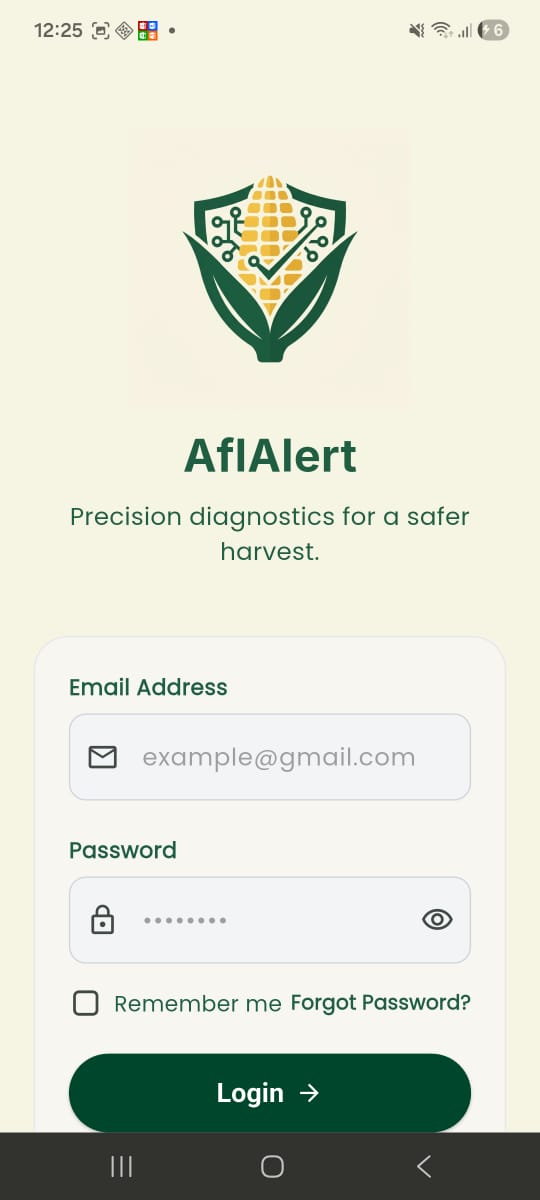 12:25
6
AflAlert
Precision diagnostics for a safer
harvest.
Email Address
example@gmail.com
Password
••••••••
Remember me Forgot Password?
Login →